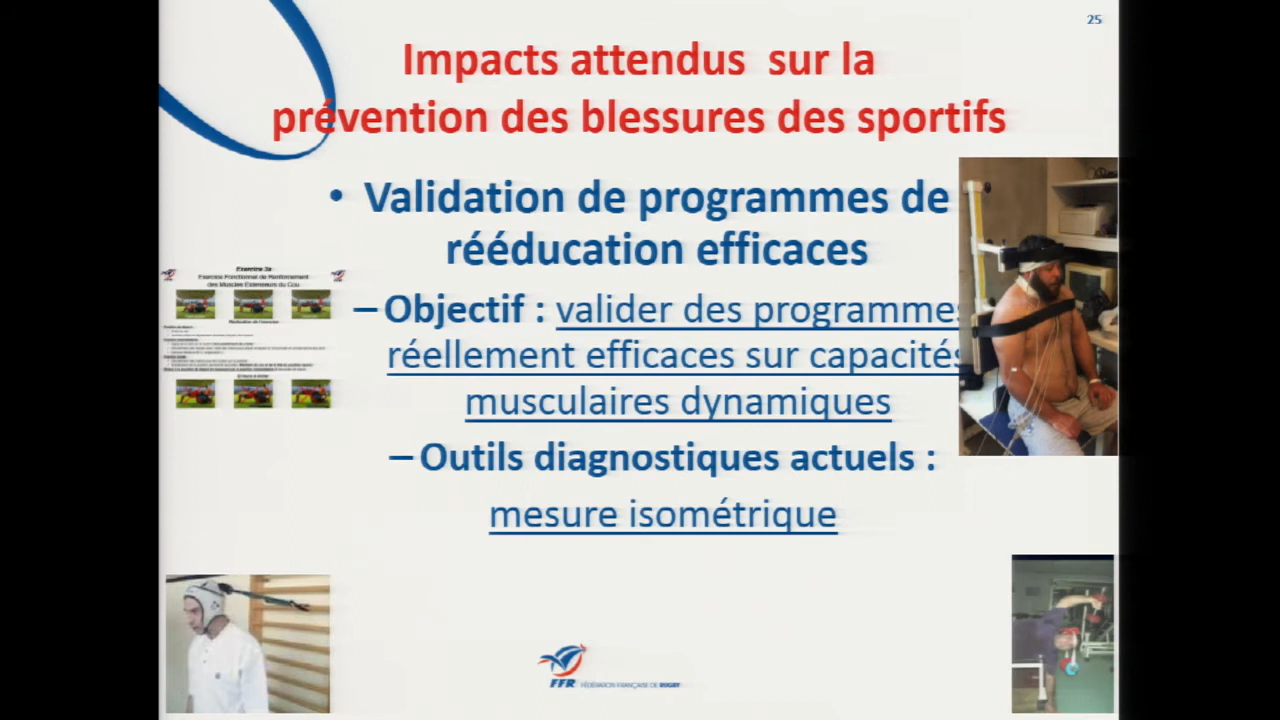 25
Impacts attendus sur la
prévention des blessures des sportifs
• Validation de programmes de
rééducation efficaces
– Objectif : valider des programmes
réellement efficaces sur capacités
musculaires dynamiques
– Outils diagnostiques actuels :
mesure isométrique
Exercice 3a
Exercice Fonctionnel de Renforcement
des Muscles Extenseurs du Cou
FFR FÉDÉRATION FRANÇAISE DE RUGBY